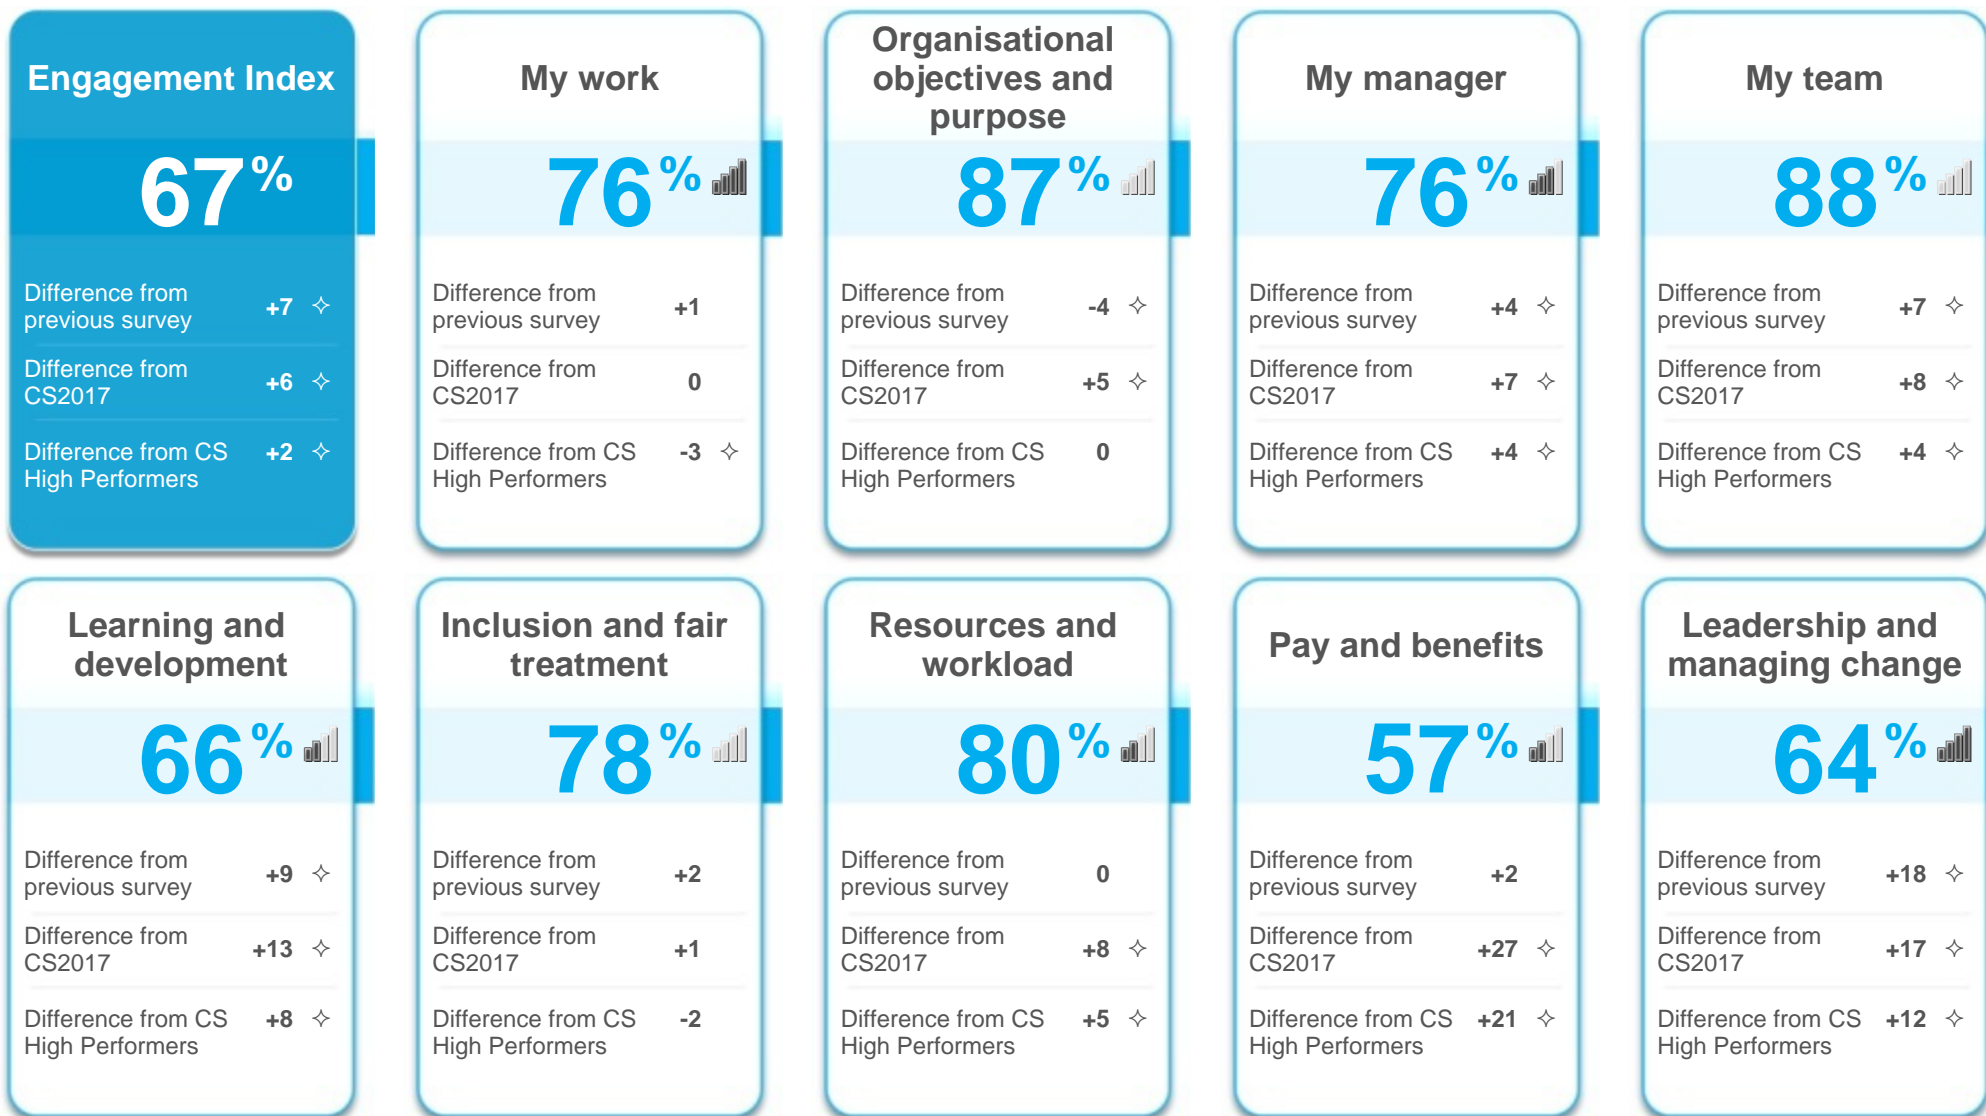 Engagement Index
67%
Difference from
previous survey +7 ✧
Difference from
CS2017 +6 ✧
Difference from CS
High Performers +2 ✧
My work
76%
Difference from
previous survey +1
Difference from
CS2017 0
Difference from CS
High Performers -3 ✧
Organisational
objectives and
purpose
87%
Difference from
previous survey -4 ✧
Difference from
CS2017 +5 ✧
Difference from CS
High Performers 0
My manager
76%
Difference from
previous survey +4 ✧
Difference from
CS2017 +7 ✧
Difference from CS
High Performers +4 ✧
My team
88%
Difference from
previous survey +7 ✧
Difference from
CS2017 +8 ✧
Difference from CS
High Performers +4 ✧
Learning and
development
66%
Difference from
previous survey +9 ✧
Difference from
CS2017 +13 ✧
Difference from CS
High Performers +8 ✧
Inclusion and fair
treatment
78%
Difference from
previous survey +2
Difference from
CS2017 +1
Difference from CS
High Performers -2
Resources and
workload
80%
Difference from
previous survey 0
Difference from
CS2017 +8 ✧
Difference from CS
High Performers +5 ✧
Pay and benefits
57%
Difference from
previous survey +2
Difference from
CS2017 +27 ✧
Difference from CS
High Performers +21 ✧
Leadership and
managing change
64%
Difference from
previous survey +18 ✧
Difference from
CS2017 +17 ✧
Difference from CS
High Performers +12 ✧